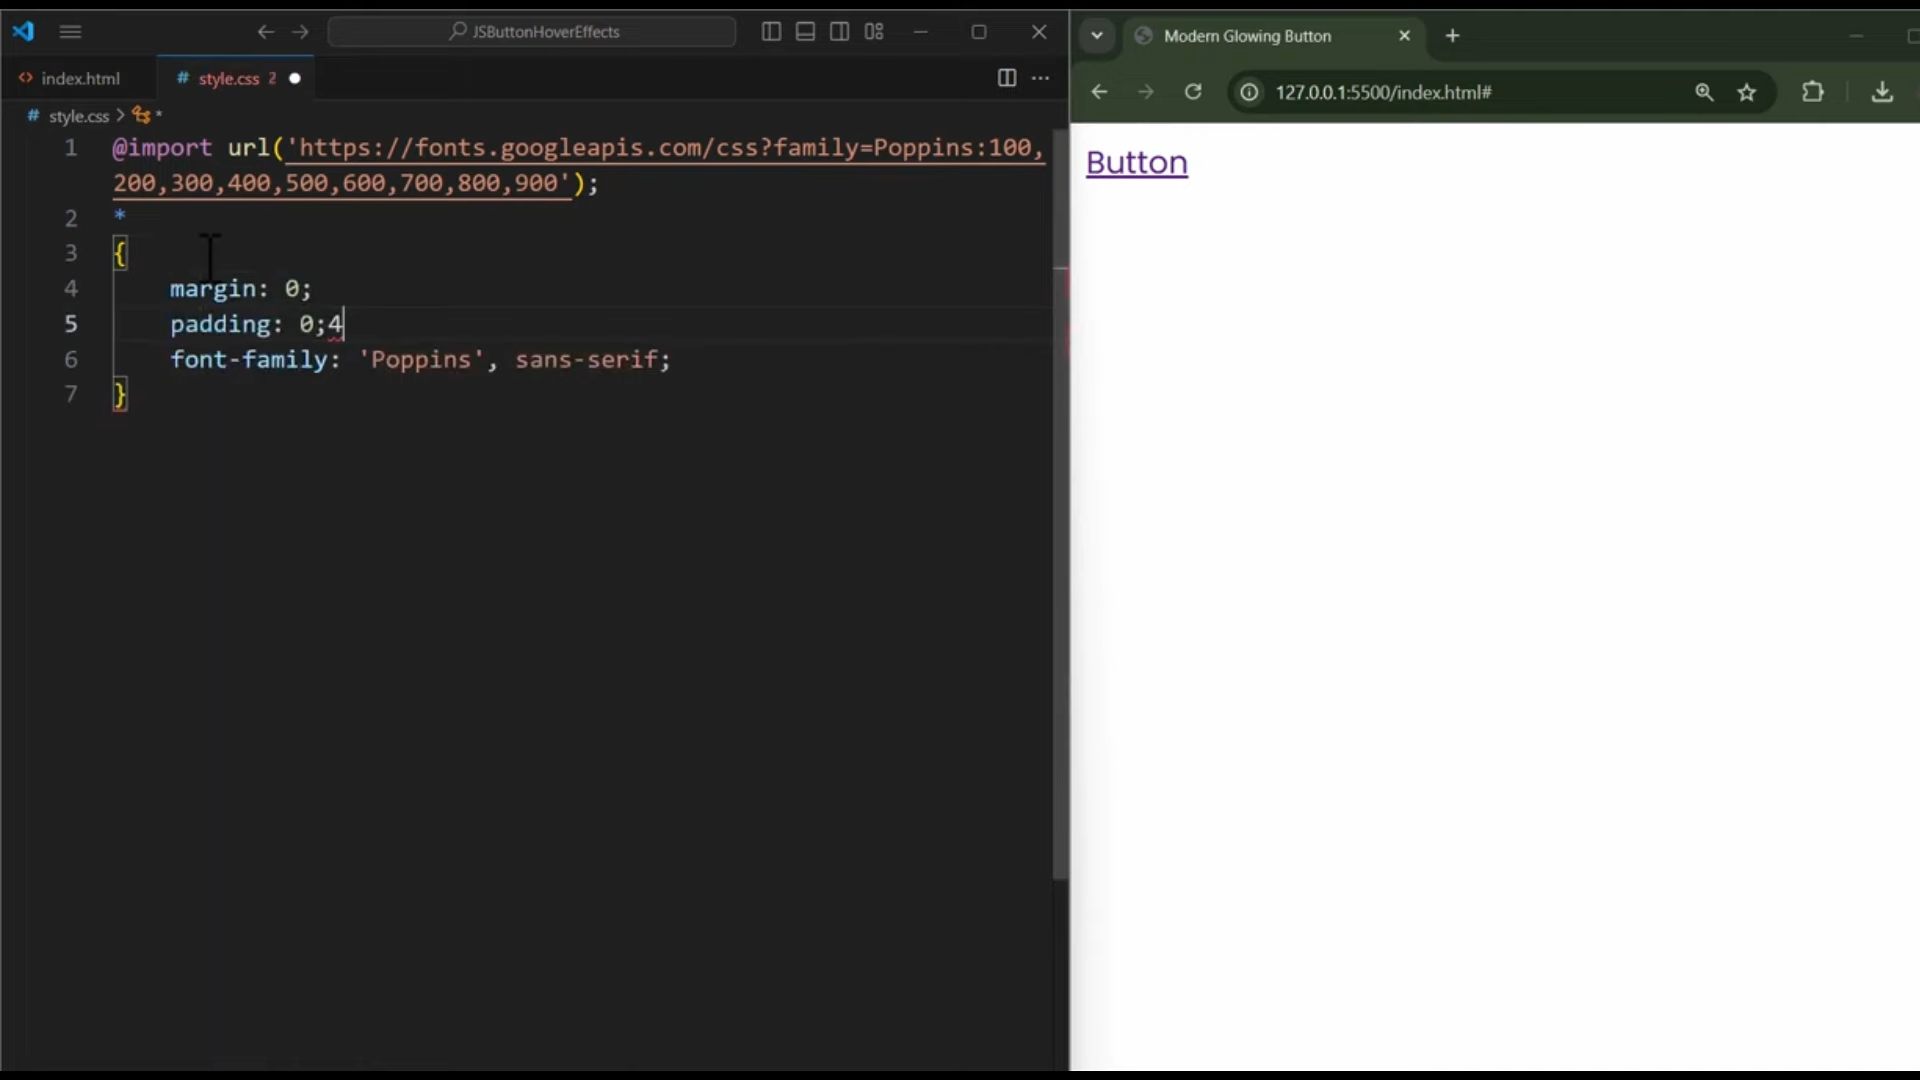 JSButtonHoverEffects
index.html
# style.css 2
# style.css > *
1 @import url('https://fonts.googleapis.com/css?family=Poppins:100,
200,300,400,500,600,700,800,900');
2 *
3 {
4 margin: 0;
5 padding: 0;4
6 font-family: 'Poppins', sans-serif;
7 }
Modern Glowing Button
127.0.0.1:5500/index.html#
Button